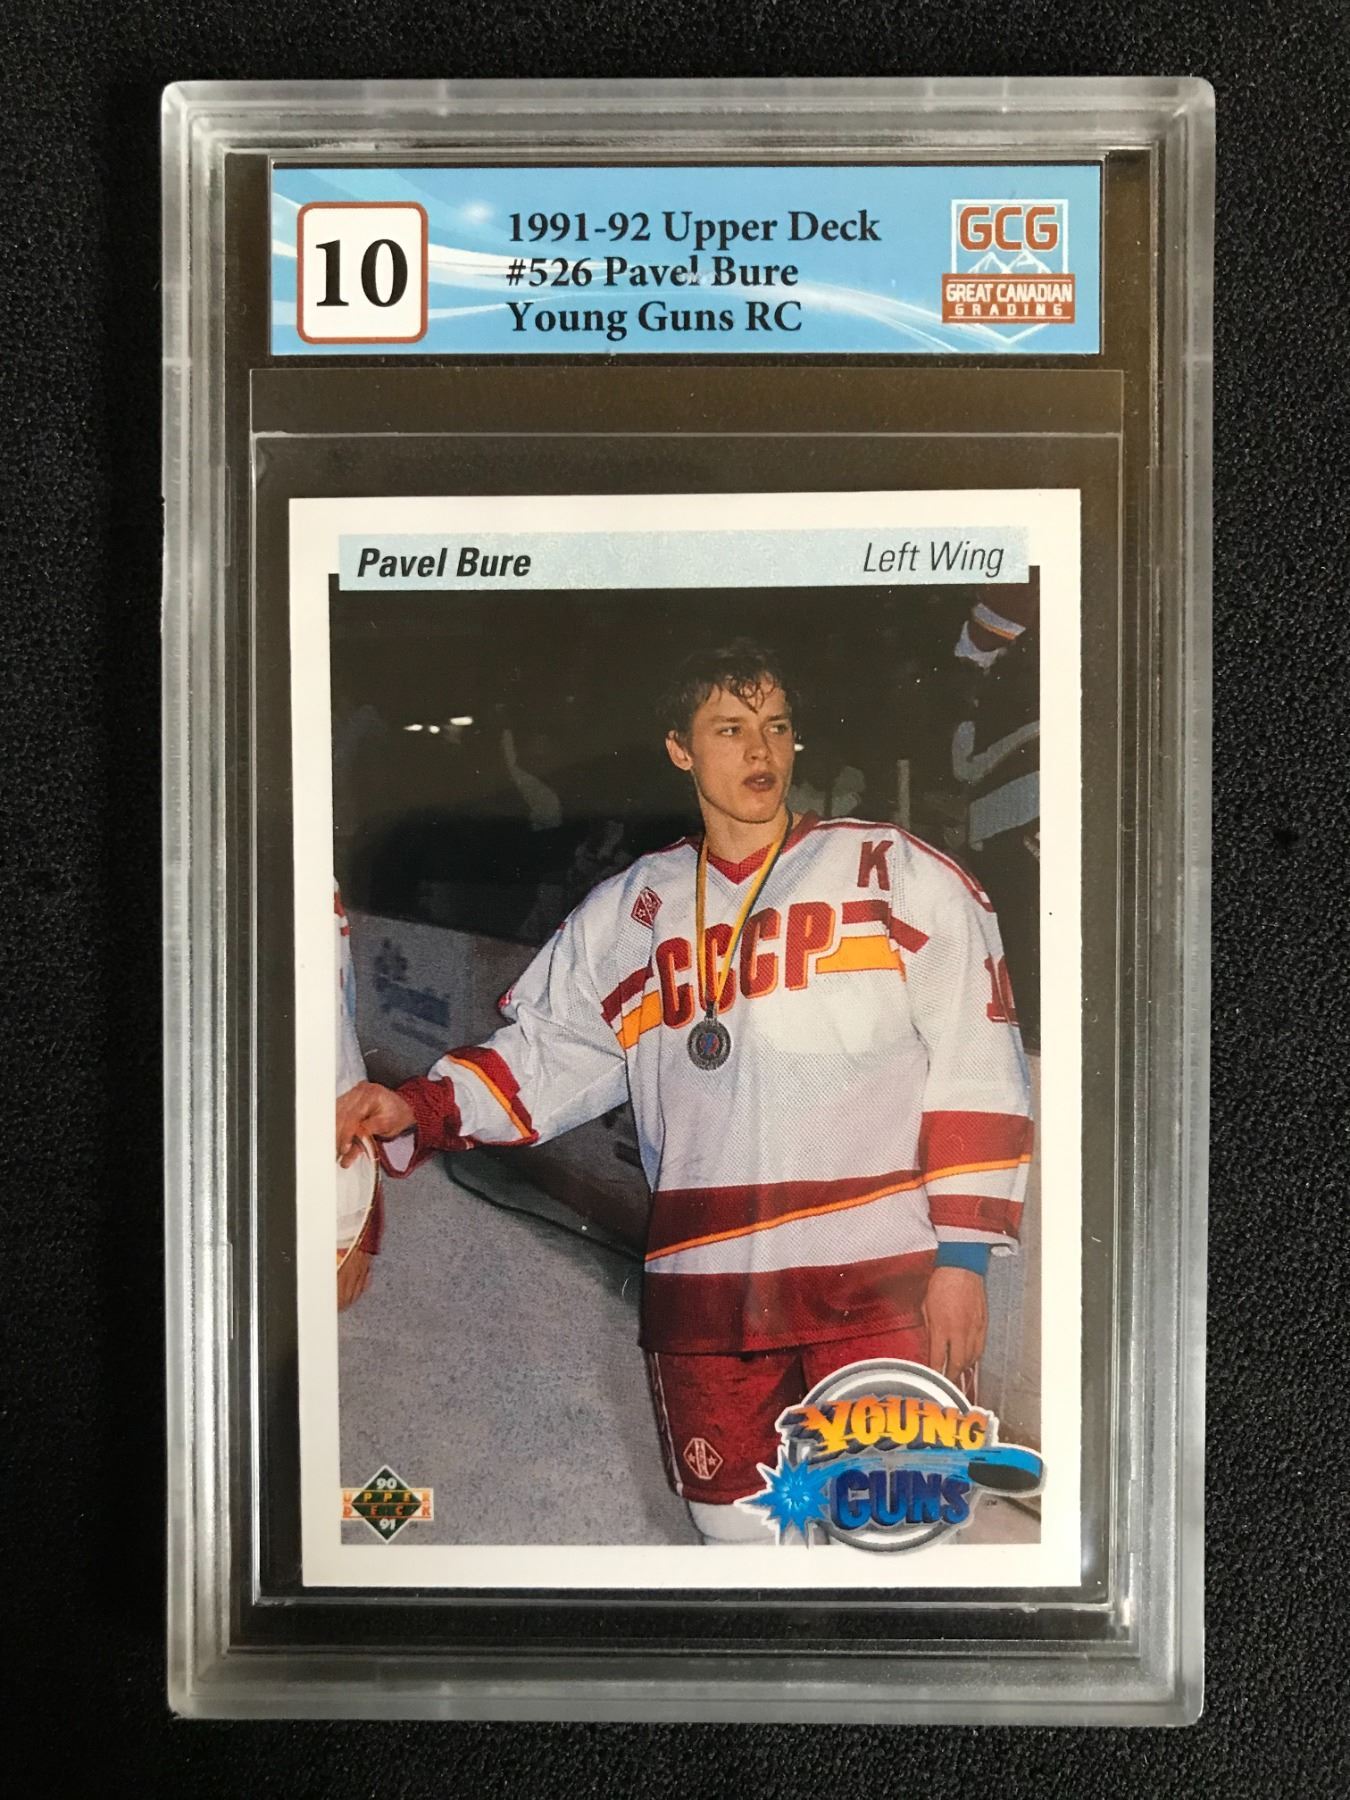 10
1991-92 Upper Deck
#526 Pavel Bure
Young Guns RC
GCG
GREAT CANADIAN
GRADING
Pavel Bure Left Wing
K
CCCP
YOUNG
GUNS
90
UPPER
DECK
91